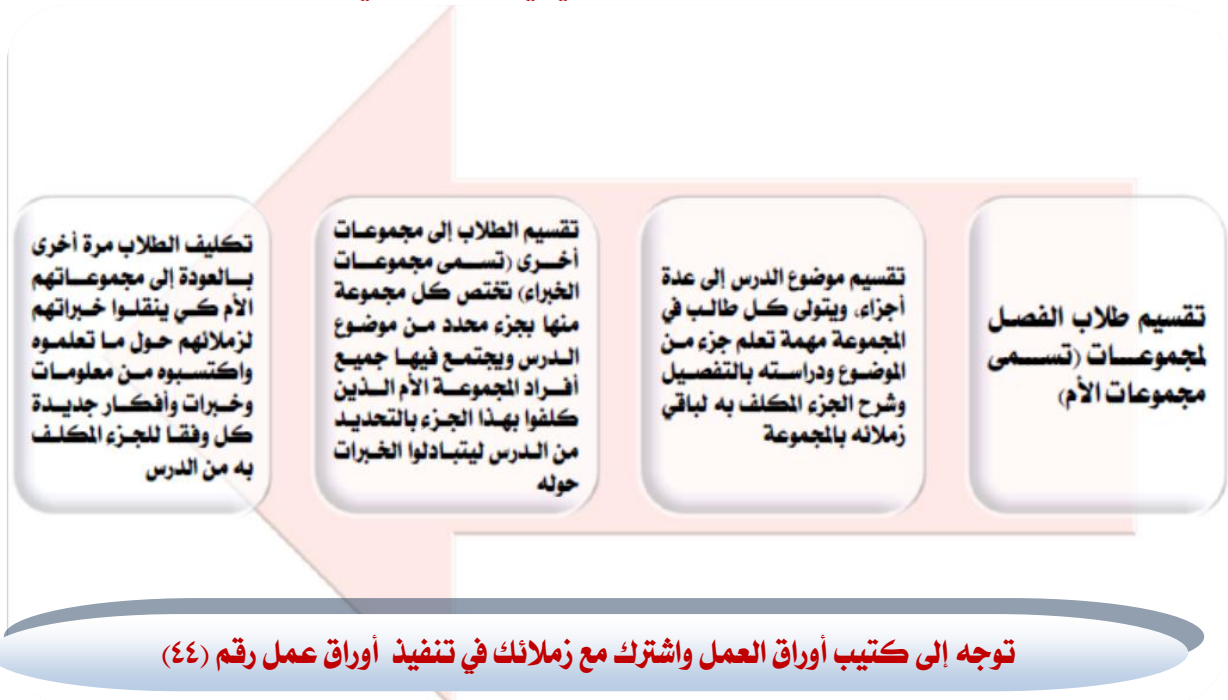 تقسيم طلاب الفصل
لمجموعات (تسمى
مجموعات الأم)
تقسيم موضوع الدرس إلى عدة
أجزاء، ويتولى كل طالب في
المجموعة مهمة تعلم جزء من
الموضوع ودراسته بالتفصيل
وشرح الجزء المكلف به لباقي
زملائه بالمجموعة
تقسيم الطلاب إلى مجموعات
أخرى (تسمى مجموعات
الخبراء) تختص كل مجموعة
منها بجزء محدد من موضوع
الدرس ويجتمع فيها جميع
أفراد المجموعة الأم الذين
كلفوا بهذا الجزء بالتحديد
من الدرس ليتبادلوا الخبرات
حوله
تكليف الطلاب مرة أخرى
بالعودة إلى مجموعاتهم
الأم كي ينقلوا خبراتهم
لزملائهم حول ما تعلموه
واكتسبوه من معلومات
وخبرات وأفكار جديدة
كل وفقا للجزء المكلف
به من الدرس
توجه إلى كتيب أوراق العمل واشترك مع زملائك في تنفيذ أوراق عمل رقم (٤٤)